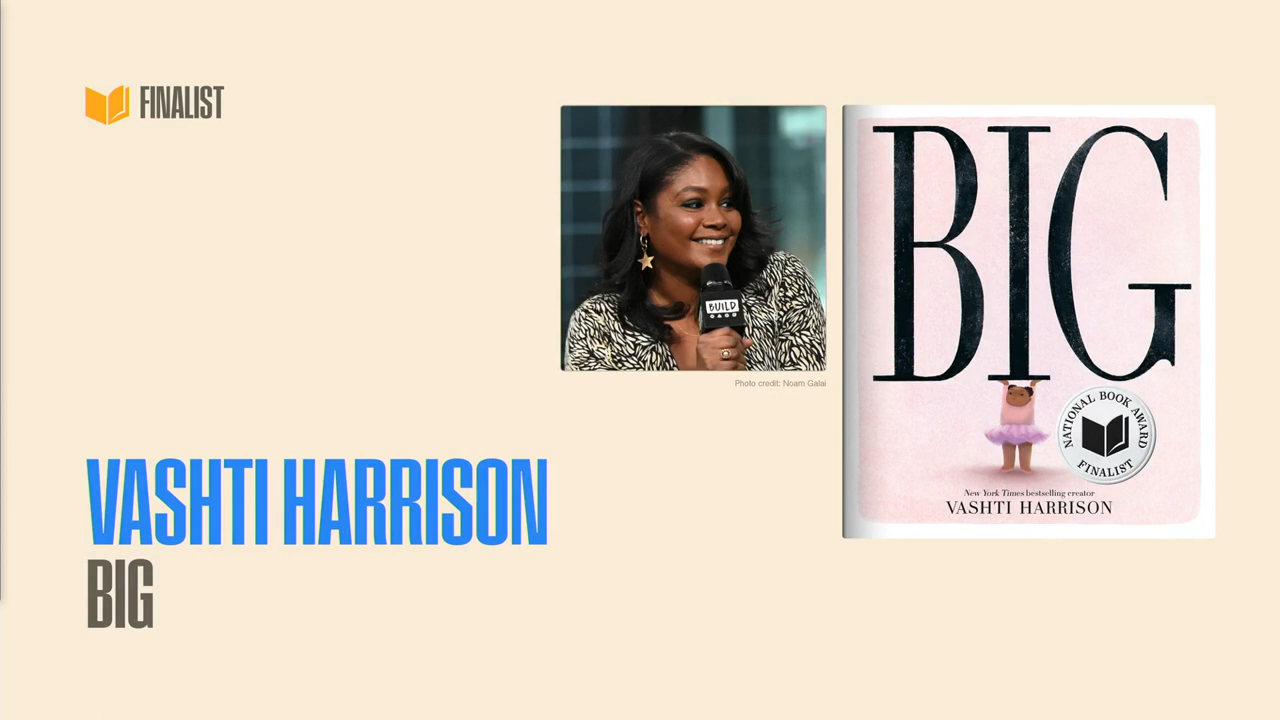 FINALIST
BUILD
Photo credit: Noam Galai
BIG
NATIONAL BOOK AWARD
FINALIST
New York Times bestselling creator
VASHTI HARRISON
VASHTI HARRISON
BIG